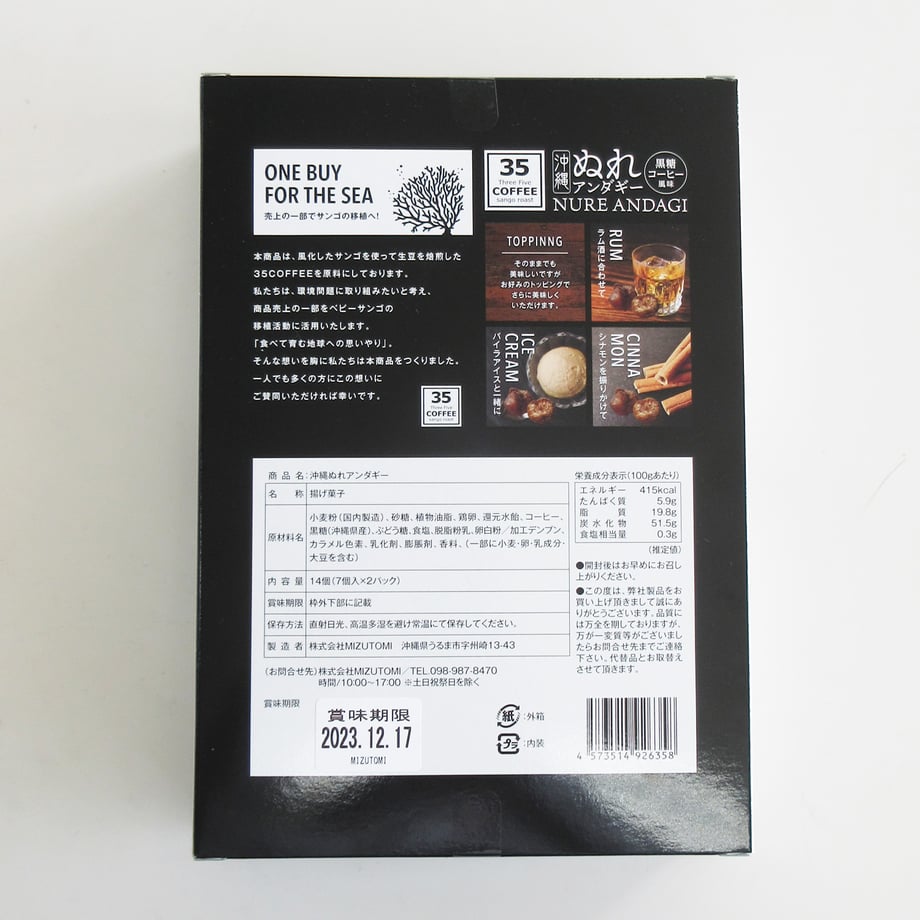 ONE BUY
FOR THE SEA
売上の一部でサンゴの移植へ!
35
Three Five
COFFEE
sango roast
沖縄
ぬれ
アンダギー
黒糖
コーヒー
風味
NURE ANDAGI
本商品は、風化したサンゴを使って生豆を焙煎した
35COFFEEを原料にしております。
私たちは、環境問題に取り組みたいと考え、
商品売上の一部をベビーサンゴの
移植活動に活用いたします。
「食べて育む地球への思いやり」。
そんな想いを胸に私たちは本商品をつくりました。
一人でも多くの方にこの想いに
ご賛同いただければ幸いです。
35
Three Five
COFFEE
sango roast
TOPPINNG
そのままでも
美味しいですが
お好みのトッピングで
さらに美味しく
いただけます。
RUM
ラム酒に合わせて
ICE
CREAM
バイラアイスと一緒に
CINNA
MON
シナモンを振りかけて
商品名:沖縄ぬれアンダギー
名称 揚げ菓子
原材料名 小麦粉(国内製造)、砂糖、植物油脂、鶏卵、還元水飴、コーヒー、
黒糖(沖縄県産)、ぶどう糖、食塩、脱脂粉乳、卵白粉/加工デンプン、
カラメル色素、乳化剤、膨脹剤、香料、(一部に小麦・卵・乳成分・
大豆を含む)
内容量 14個(7個入×2パック)
賞味期限 枠外下部に記載
保存方法 直射日光、高温多湿を避け常温にて保存してください。
製造者 株式会社MIZUTOMI 沖縄県うるま市字州崎13-43
(お問合せ先)株式会社MIZUTOMI/TEL.098-987-8470
時間/10:00~17:00 ※土日祝祭日を除く
栄養成分表示(100gあたり)
エネルギー 415kcal
たんぱく質 5.9g
脂質 19.8g
炭水化物 51.5g
食塩相当量 0.3g
(推定値)
●開封後はお早めにお召し
上がりください。
●この度は、弊社製品をお
買い上げ頂きまして誠にあ
りがとうございます。品質に
は万全を期しておりますが、
万が一変質等がございまし
たらお問合せ先までご連絡
下さい。代替品とお取替え
させて頂きます。
賞味期限
賞味期限
2023.12.17
MIZUTOMI
紙:外箱
プラ:内装
4 573514 926358